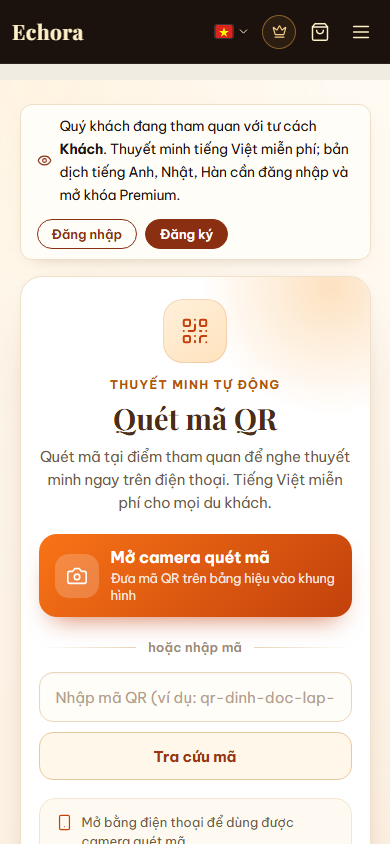 Echora
Quý khách đang tham quan với tư cách
Khách. Thuyết minh tiếng Việt miễn phí; bản
dịch tiếng Anh, Nhật, Hàn cần đăng nhập và
mở khóa Premium.
Đăng nhập
Đăng ký
THUYẾT MINH TỰ ĐỘNG
Quét mã QR
Quét mã tại điểm tham quan để nghe thuyết
minh ngay trên điện thoại. Tiếng Việt miễn
phí cho mọi du khách.
Mở camera quét mã
Đưa mã QR trên bảng hiệu vào khung
hình
hoặc nhập mã
Nhập mã QR (ví dụ: qr-dinh-doc-lap-
Tra cứu mã
Mở bằng điện thoại để dùng được
camera quét mã